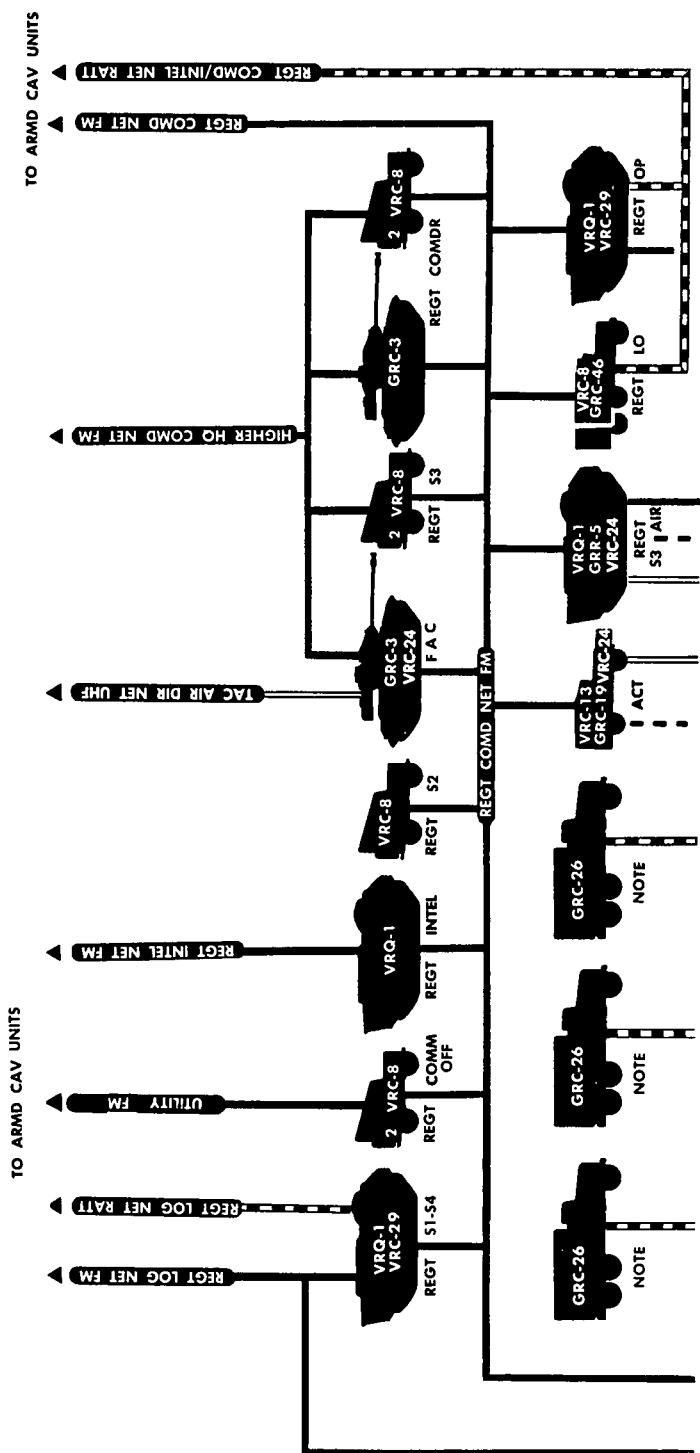 TO ARMD CAV UNITS
TO ARMD CAV UNITS
REGT LOG NET FM
REGT LOG NET RATT
UTILITY FM
REGT INTEL NET FM
TAC AIR DIR NET UHF
HIGHER HQ COMD NET FM
REGT COMD NET FM
REGT COMD/INTEL NET RATT
VRQ-1
VRC-29
REGT S1-S4
2 VRC-8
REGT COMM
OFF
VRQ-1
REGT INTEL
VRC-8
REGT S2
GRC-3
VRC-24
F A C
2 VRC-8
REGT S3
GRC-3
2 VRC-8
REGT COMDR
REGT COMD NET FM
GRC-26
NOTE
GRC-26
NOTE
GRC-26
NOTE
VRC-13
GRC-19 VRC-24
ACT
VRQ-1
GRR-5
VRC-24
REGT
S3 AIR
VRC-8
GRC-46
REGT LO
VRQ-1
VRC-29
REGT OP